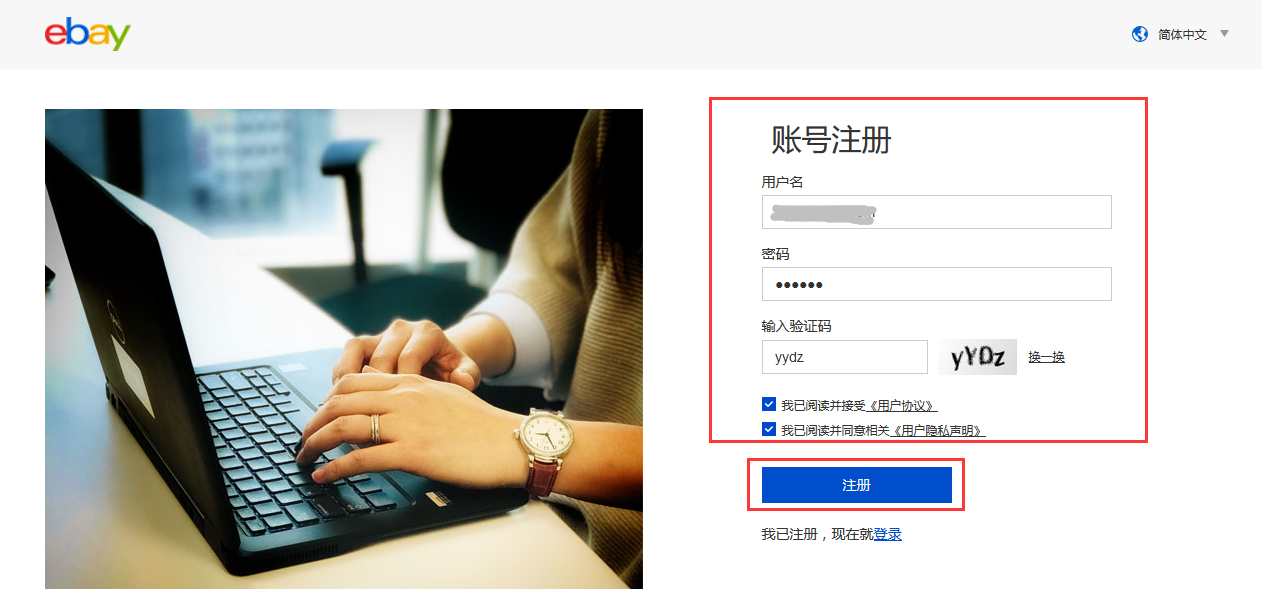 ebay
简体中文
账号注册
用户名
密码
输入验证码
yydz
yYDz
换一换
我已阅读并接受《用户协议》
我已阅读并同意相关《用户隐私声明》
注册
我已注册，现在就登录